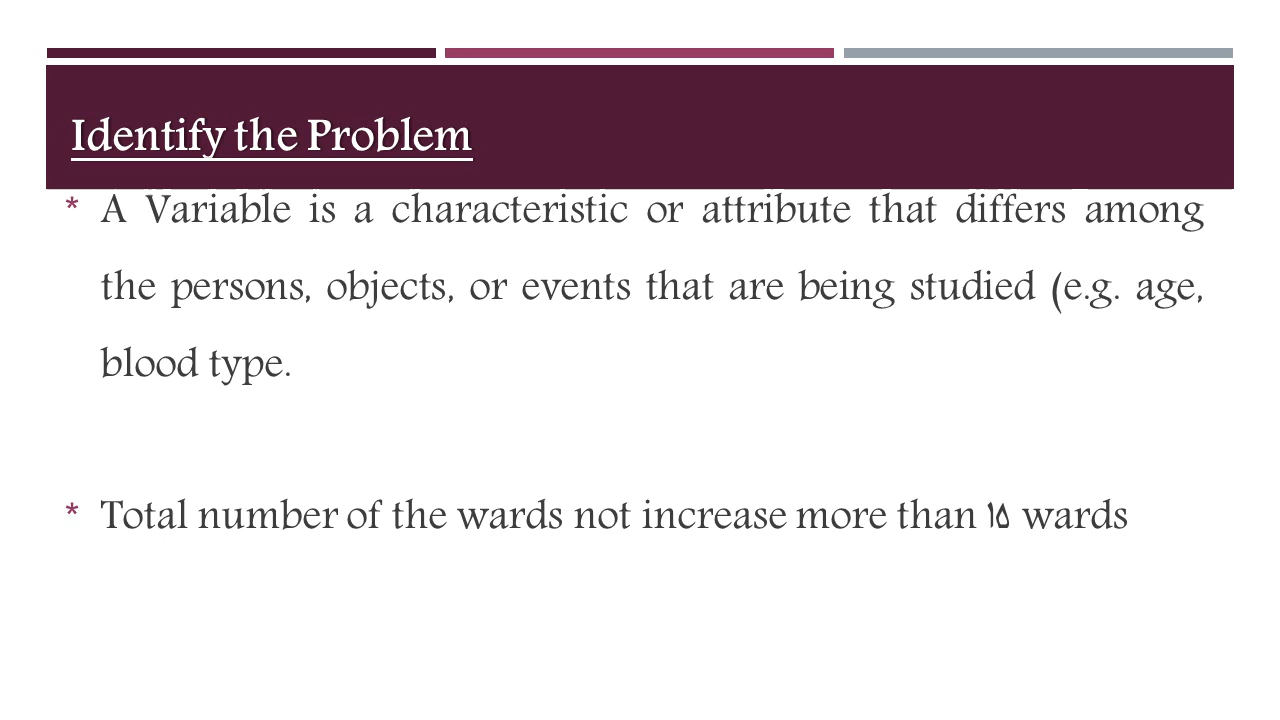 Identify the Problem
* A Variable is a characteristic or attribute that differs among
the persons, objects, or events that are being studied (e.g. age,
blood type.
* Total number of the wards not increase more than ۱۵ wards